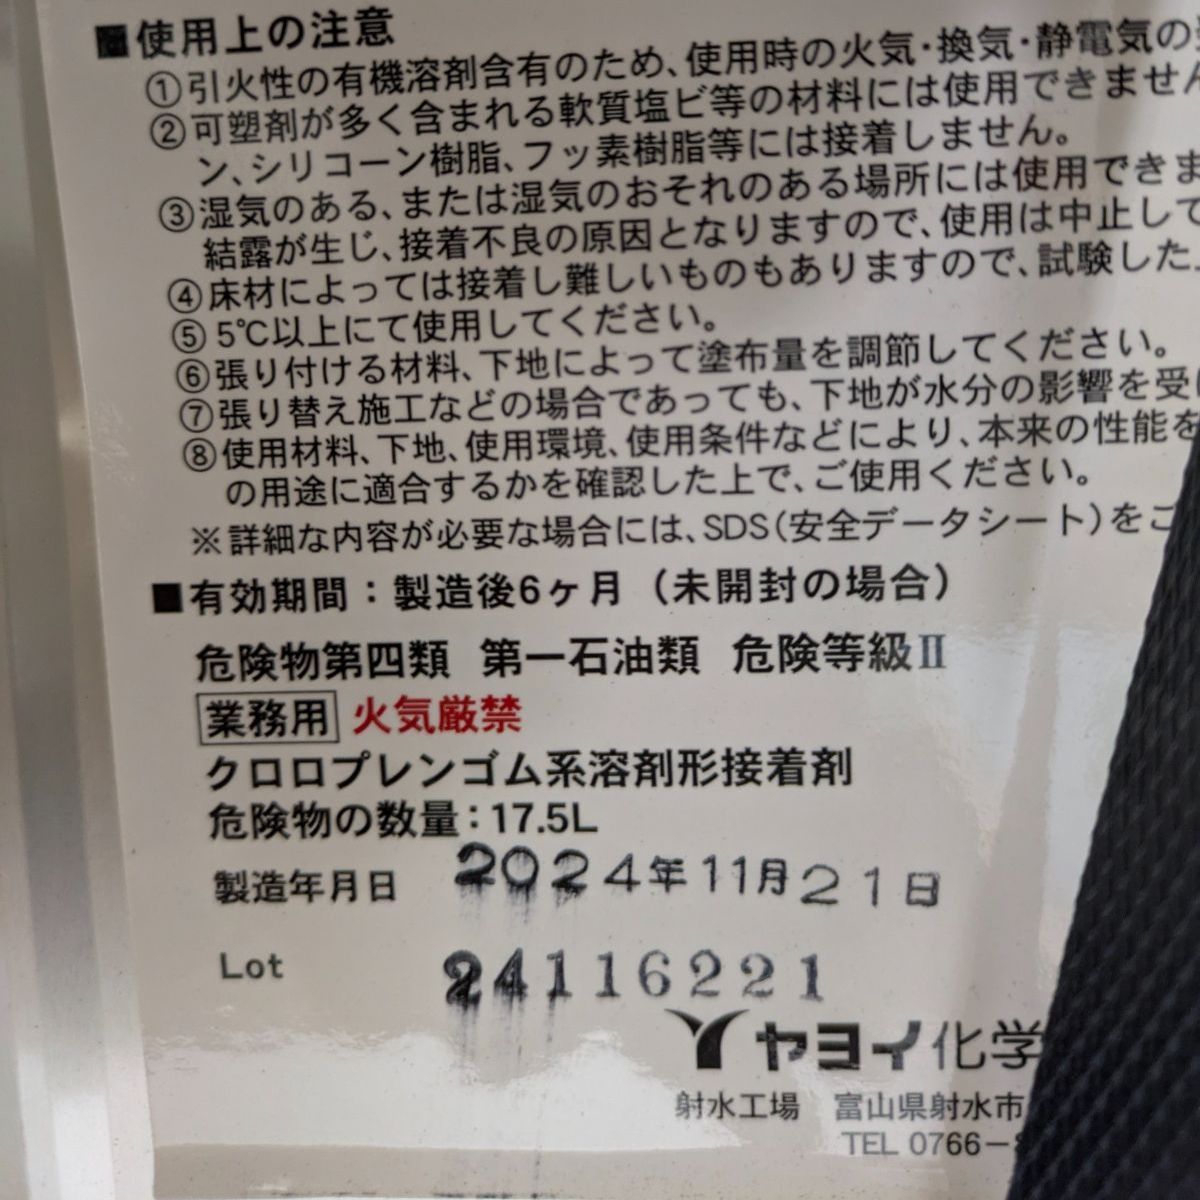 ■使用上の注意
①引火性の有機溶剤含有のため、使用時の火気・換気・静電気の
②可塑剤が多く含まれる軟質塩ビ等の材料には使用できません
ン、シリコーン樹脂、フッ素樹脂等には接着しません。
③湿気のある、または湿気のおそれのある場所には使用できま
結露が生じ、接着不良の原因となりますので、使用は中止して
④床材によっては接着し難しいものもありますので、試験した上
⑤5℃以上にて使用してください。
⑥張り付ける材料、下地によって塗布量を調節してください。
⑦張り替え施工などの場合であっても、下地が水分の影響を受け
⑧使用材料、下地、使用環境、使用条件などにより、本来の性能を
の用途に適合するかを確認した上で、ご使用ください。
※詳細な内容が必要な場合には、SDS(安全データシート)をご
■有効期間：製造後6ヶ月（未開封の場合）
危険物第四類 第一石油類 危険等級Ⅱ
業務用 火気厳禁
クロロプレンゴム系溶剤形接着剤
危険物の数量：17.5L
製造年月日 2024年11月21日
Lot 24116221
ヤヨイ化学
射水工場 富山県射水市
TEL 0766-8